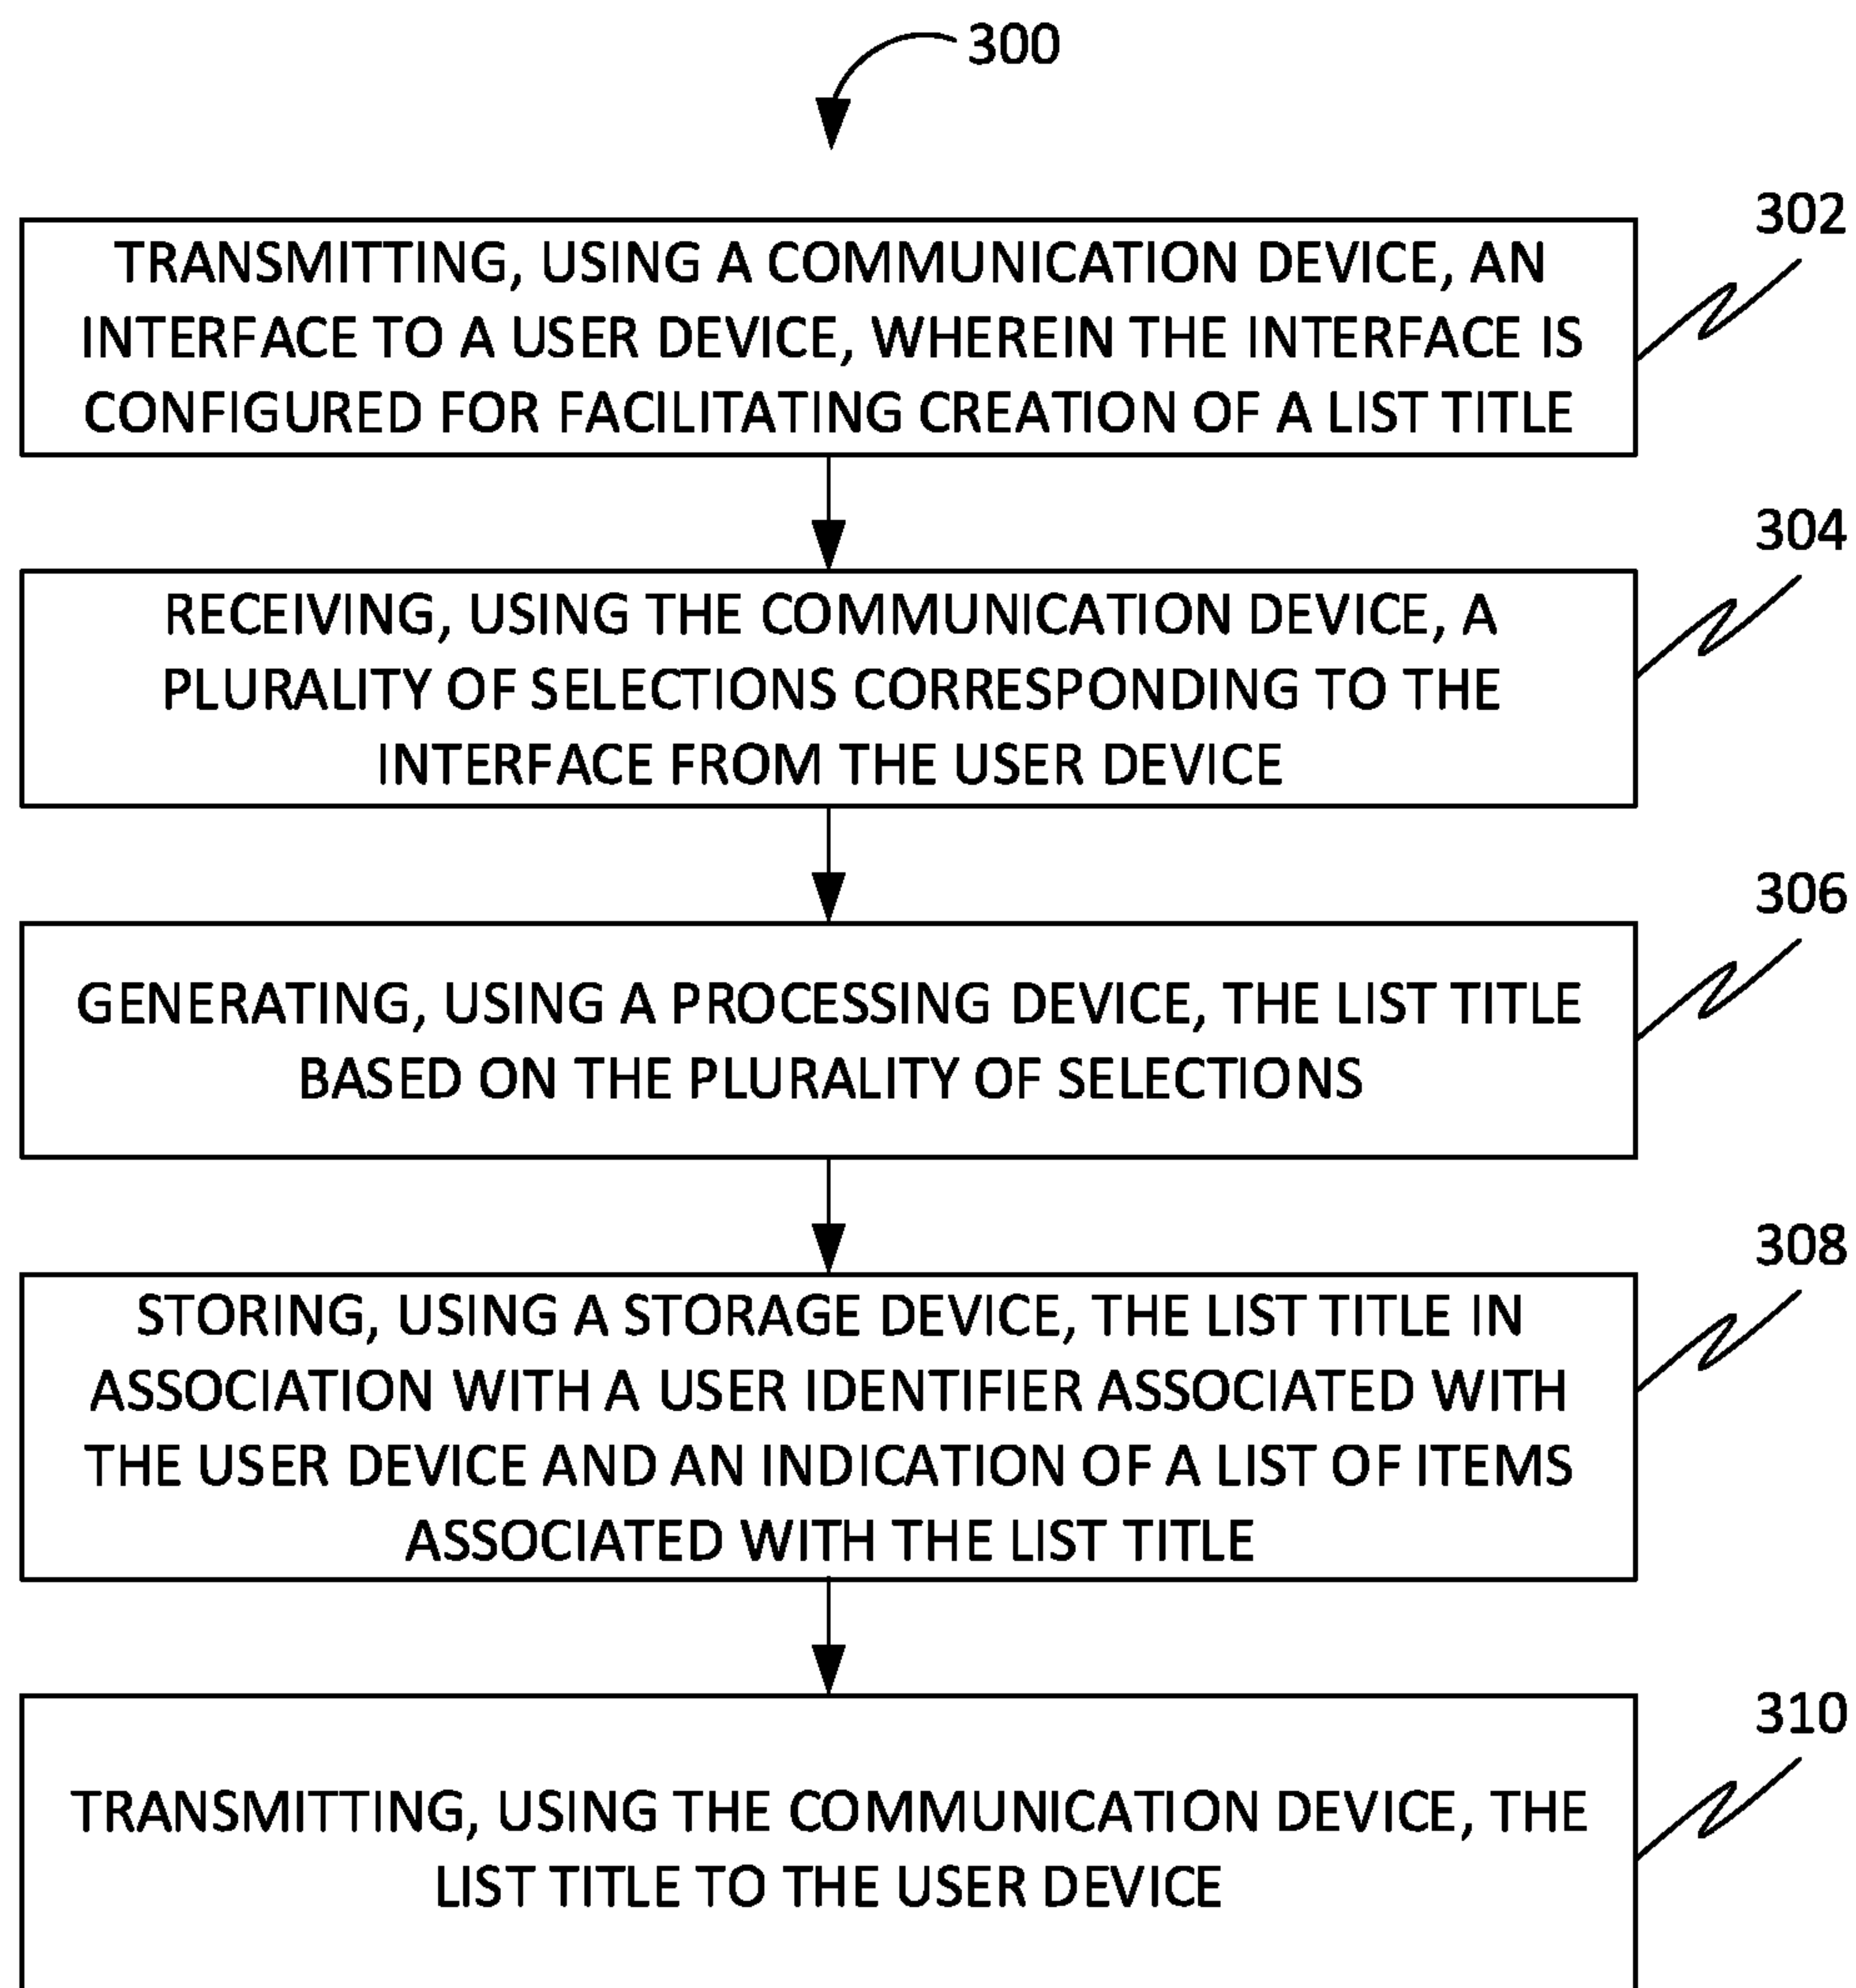 300
302
TRANSMITTING, USING A COMMUNICATION DEVICE, AN
INTERFACE TO A USER DEVICE, WHEREIN THE INTERFACE IS
CONFIGURED FOR FACILITATING CREATION OF A LIST TITLE
304
RECEIVING, USING THE COMMUNICATION DEVICE, A
PLURALITY OF SELECTIONS CORRESPONDING TO THE
INTERFACE FROM THE USER DEVICE
306
GENERATING, USING A PROCESSING DEVICE, THE LIST TITLE
BASED ON THE PLURALITY OF SELECTIONS
308
STORING, USING A STORAGE DEVICE, THE LIST TITLE IN
ASSOCIATION WITH A USER IDENTIFIER ASSOCIATED WITH
THE USER DEVICE AND AN INDICATION OF A LIST OF ITEMS
ASSOCIATED WITH THE LIST TITLE
310
TRANSMITTING, USING THE COMMUNICATION DEVICE, THE
LIST TITLE TO THE USER DEVICE